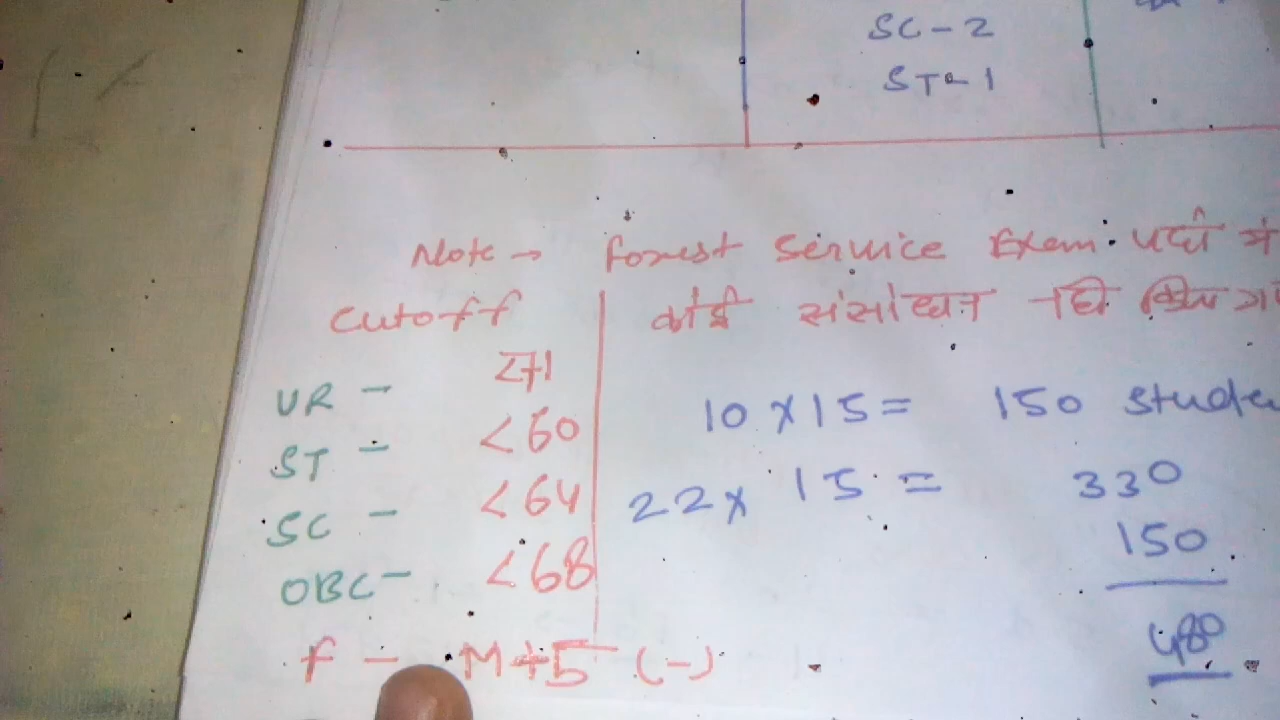 SC - 2
ST - 1
Note → Forest Service Exam. पदो मे
Cutoff
कोई संसोधन नहि किया
UR - <71
ST - <60
SC - <64
OBC - <68
10 × 15 = 150 Stude
22 × 15 = 330
150
480
f - M+5 (-)